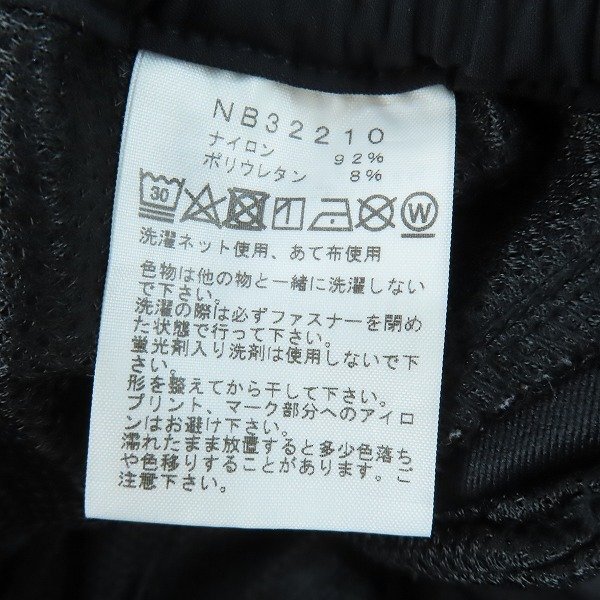 NB32210
ナイロン 92%
ポリウレタン 8%
30 W
洗濯ネット使用、あて布使用
色物は他の物と一緒に洗濯しない
で下さい。
洗濯の際は必ずファスナーを閉め
た状態で行って下さい。
蛍光剤入り洗剤は使用しないで下
さい。
形を整えてから干して下さい。
プリント、マーク部分へのアイロ
ンはお避け下さい。
濡れたまま放置すると多少色落ち
や色移りすることがあります。ご
注意下さい。